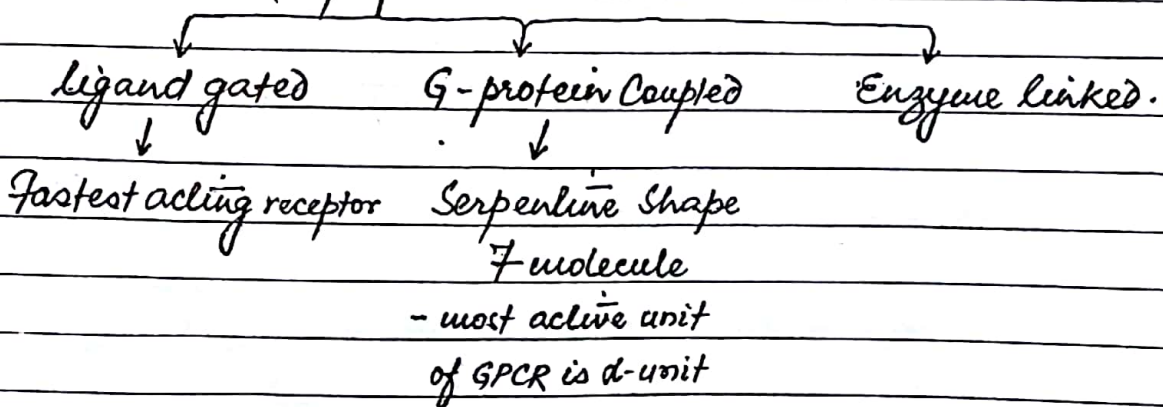 Ligand gated G-protein Coupled Enzyme linked.
Fastest acting receptor Serpentine Shape
7 molecule
- most active unit
of GPCR is α-unit